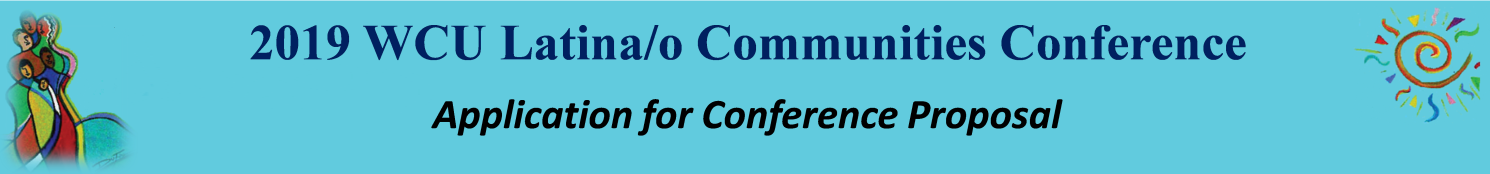 2019 WCU Latina/o Communities Conference
Application for Conference Proposal